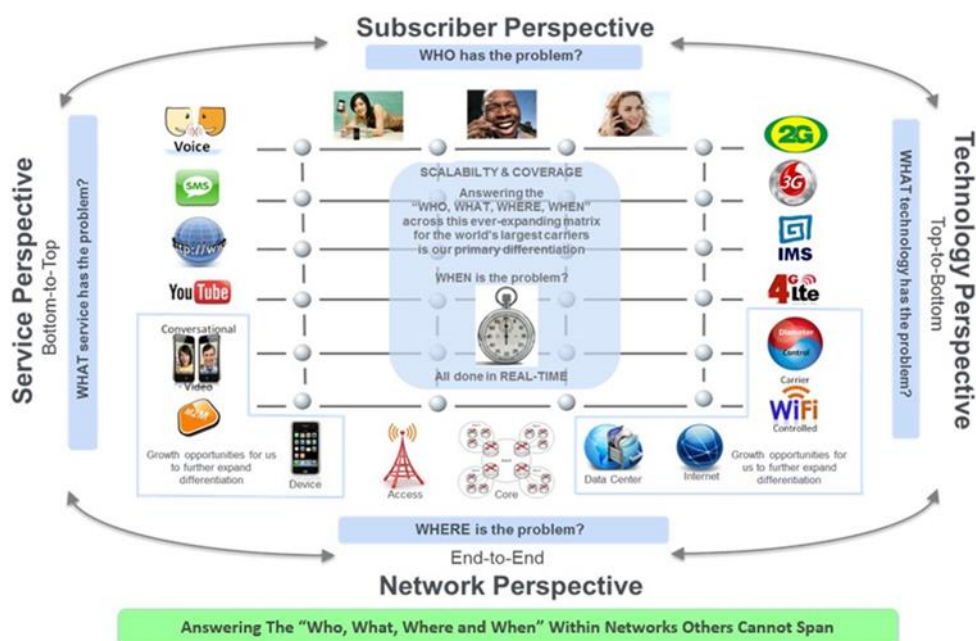 Subscriber Perspective
WHO has the problem?
Service Perspective
Bottom-to-Top
WHAT service has the problem?
Voice
SMS
http://ww
YouTube
Conversational
Video
M2M
Growth opportunities for us
to further expand
differentiation
Device
SCALABILTY & COVERAGE
Answering the
"WHO, WHAT, WHERE, WHEN"
across this ever-expanding matrix
for the world's largest carriers
is our primary differentiation
WHEN is the problem?
All done in REAL-TIME
Access
Core
Data Center
Internet
2G
3G
IMS
4G Lte
Diameter
Control
Carrier
WiFi
Controlled
Growth opportunities for
us to further expand
differentiation
WHAT technology has the problem?
Top-to-Bottom
Technology Perspective
WHERE is the problem?
End-to-End
Network Perspective
Answering The "Who, What, Where and When" Within Networks Others Cannot Span